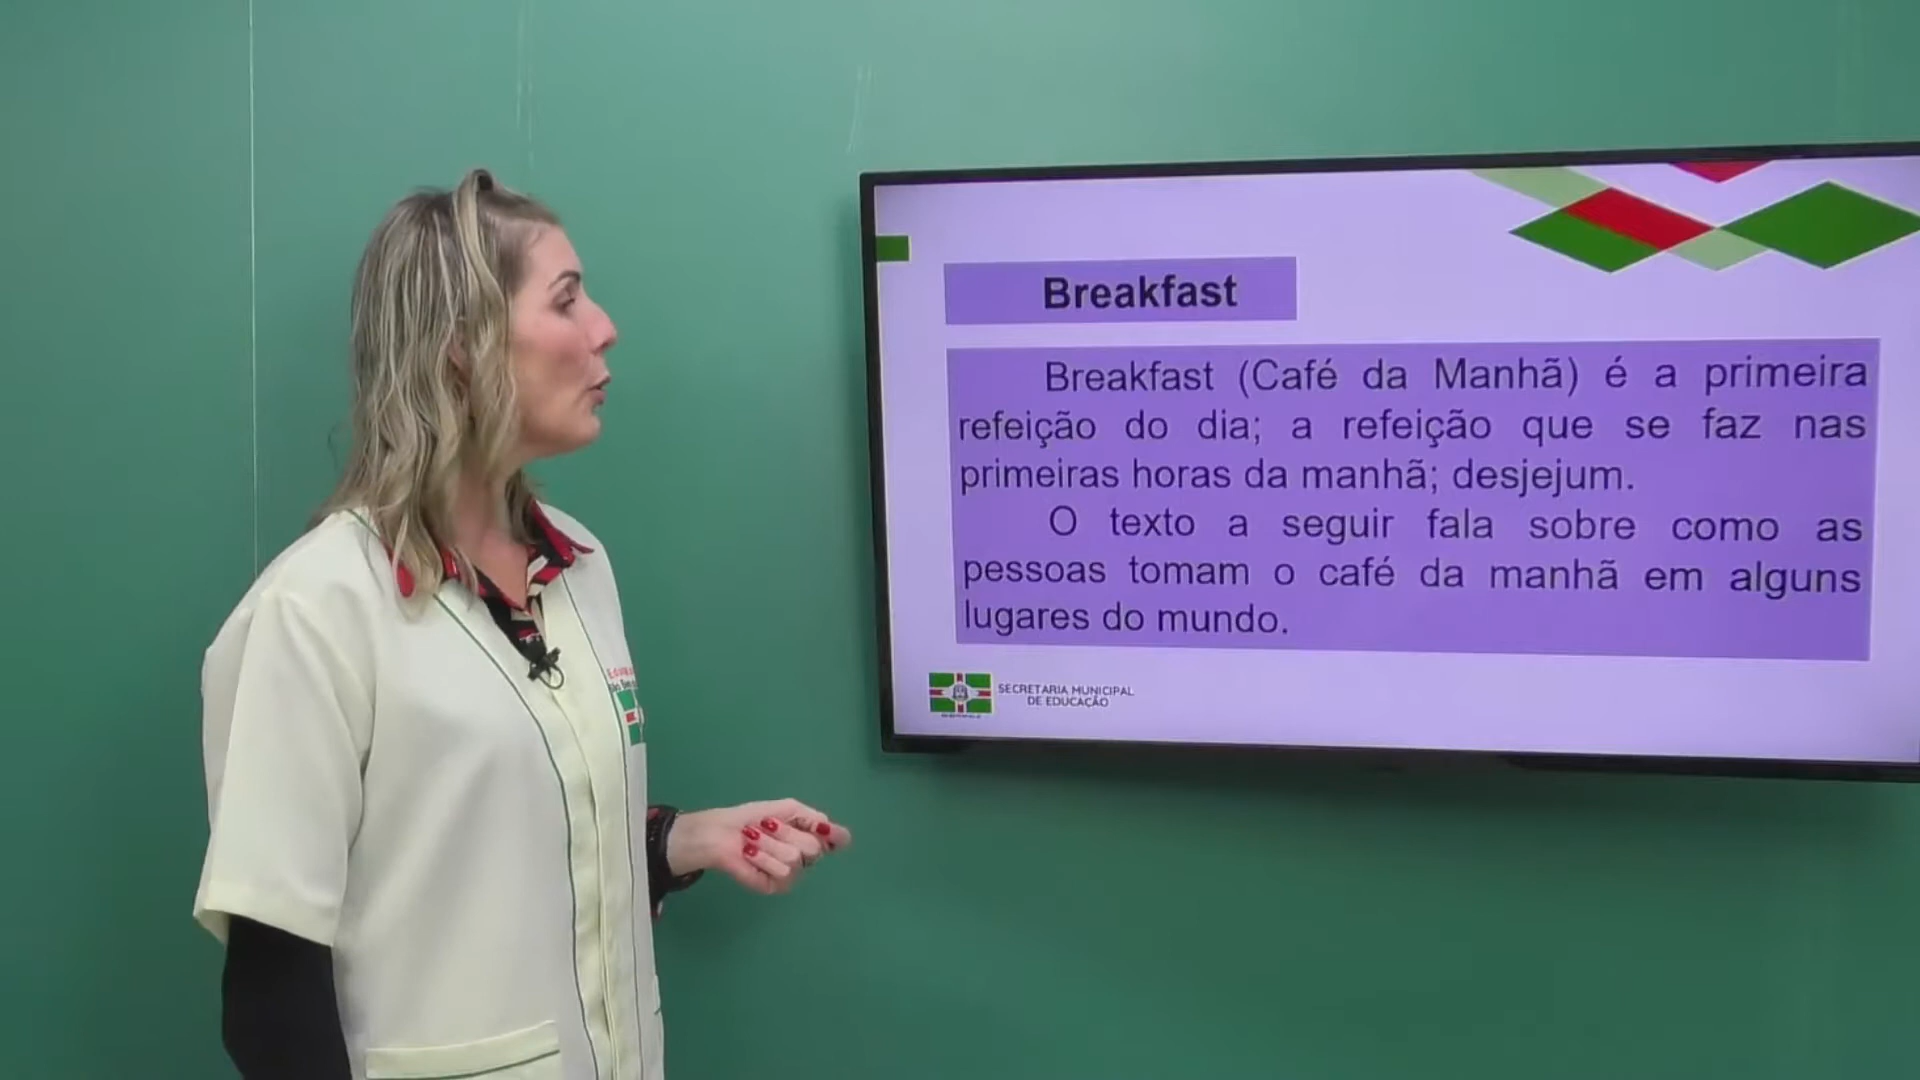 Breakfast
Breakfast (Café da Manhã) é a primeira
refeição do dia; a refeição que se faz nas
primeiras horas da manhã; desjejum.
O texto a seguir fala sobre como as
pessoas tomam o café da manhã em alguns
lugares do mundo.
SECRETARIA MUNICIPAL
DE EDUCAÇÃO